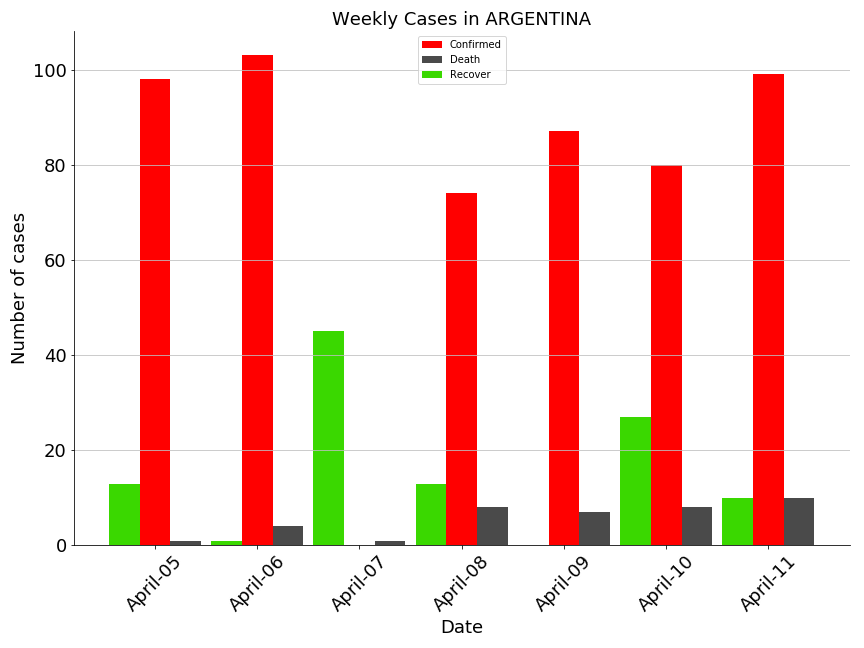 Weekly Cases in ARGENTINA
Confirmed
Death
Recover
Number of cases
100
80
60
40
20
0
April-05
April-06
April-07
April-08
April-09
April-10
April-11
Date